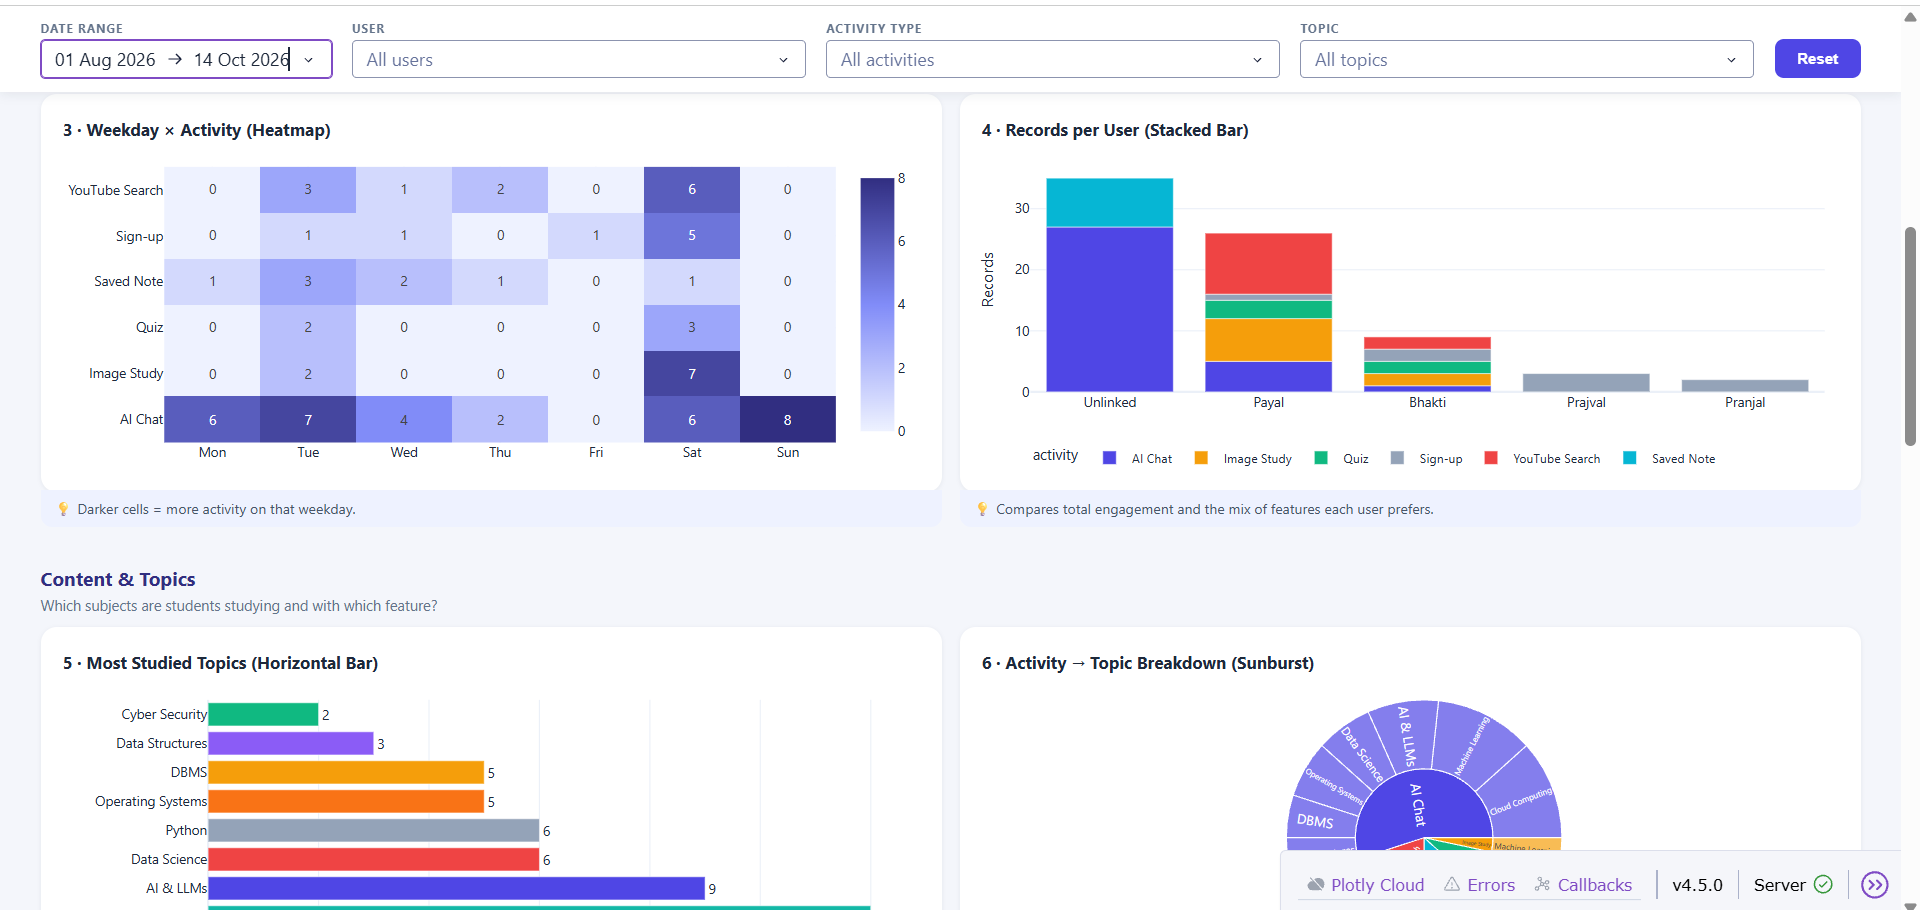 DATE RANGE
USER
ACTIVITY TYPE
TOPIC
01 Aug 2026 → 14 Oct 2026
All users
All activities
All topics
Reset
3 · Weekday × Activity (Heatmap)
YouTube Search 0 3 1 2 0 6 0
Sign-up 0 1 1 0 1 5 0
Saved Note 1 3 2 1 0 1 0
Quiz 0 2 0 0 0 3 0
Image Study 0 2 0 0 0 7 0
AI Chat 6 7 4 2 0 6 8
Mon Tue Wed Thu Fri Sat Sun
8
6
4
2
0
💡 Darker cells = more activity on that weekday.
4 · Records per User (Stacked Bar)
Records
30
20
10
0
Unlinked Payal Bhakti Prajval Pranjal
activity AI Chat Image Study Quiz Sign-up YouTube Search Saved Note
💡 Compares total engagement and the mix of features each user prefers.
Content & Topics
Which subjects are students studying and with which feature?
5 · Most Studied Topics (Horizontal Bar)
Cyber Security 2
Data Structures 3
DBMS 5
Operating Systems 5
Python 6
Data Science 6
AI & LLMs 9
6 · Activity → Topic Breakdown (Sunburst)
AI Chat
DBMS
Operating Systems
Data Science
AI & LLMs
Machine Learning
Cloud Computing
Image Study
Plotly Cloud
Errors
Callbacks
v4.5.0
Server